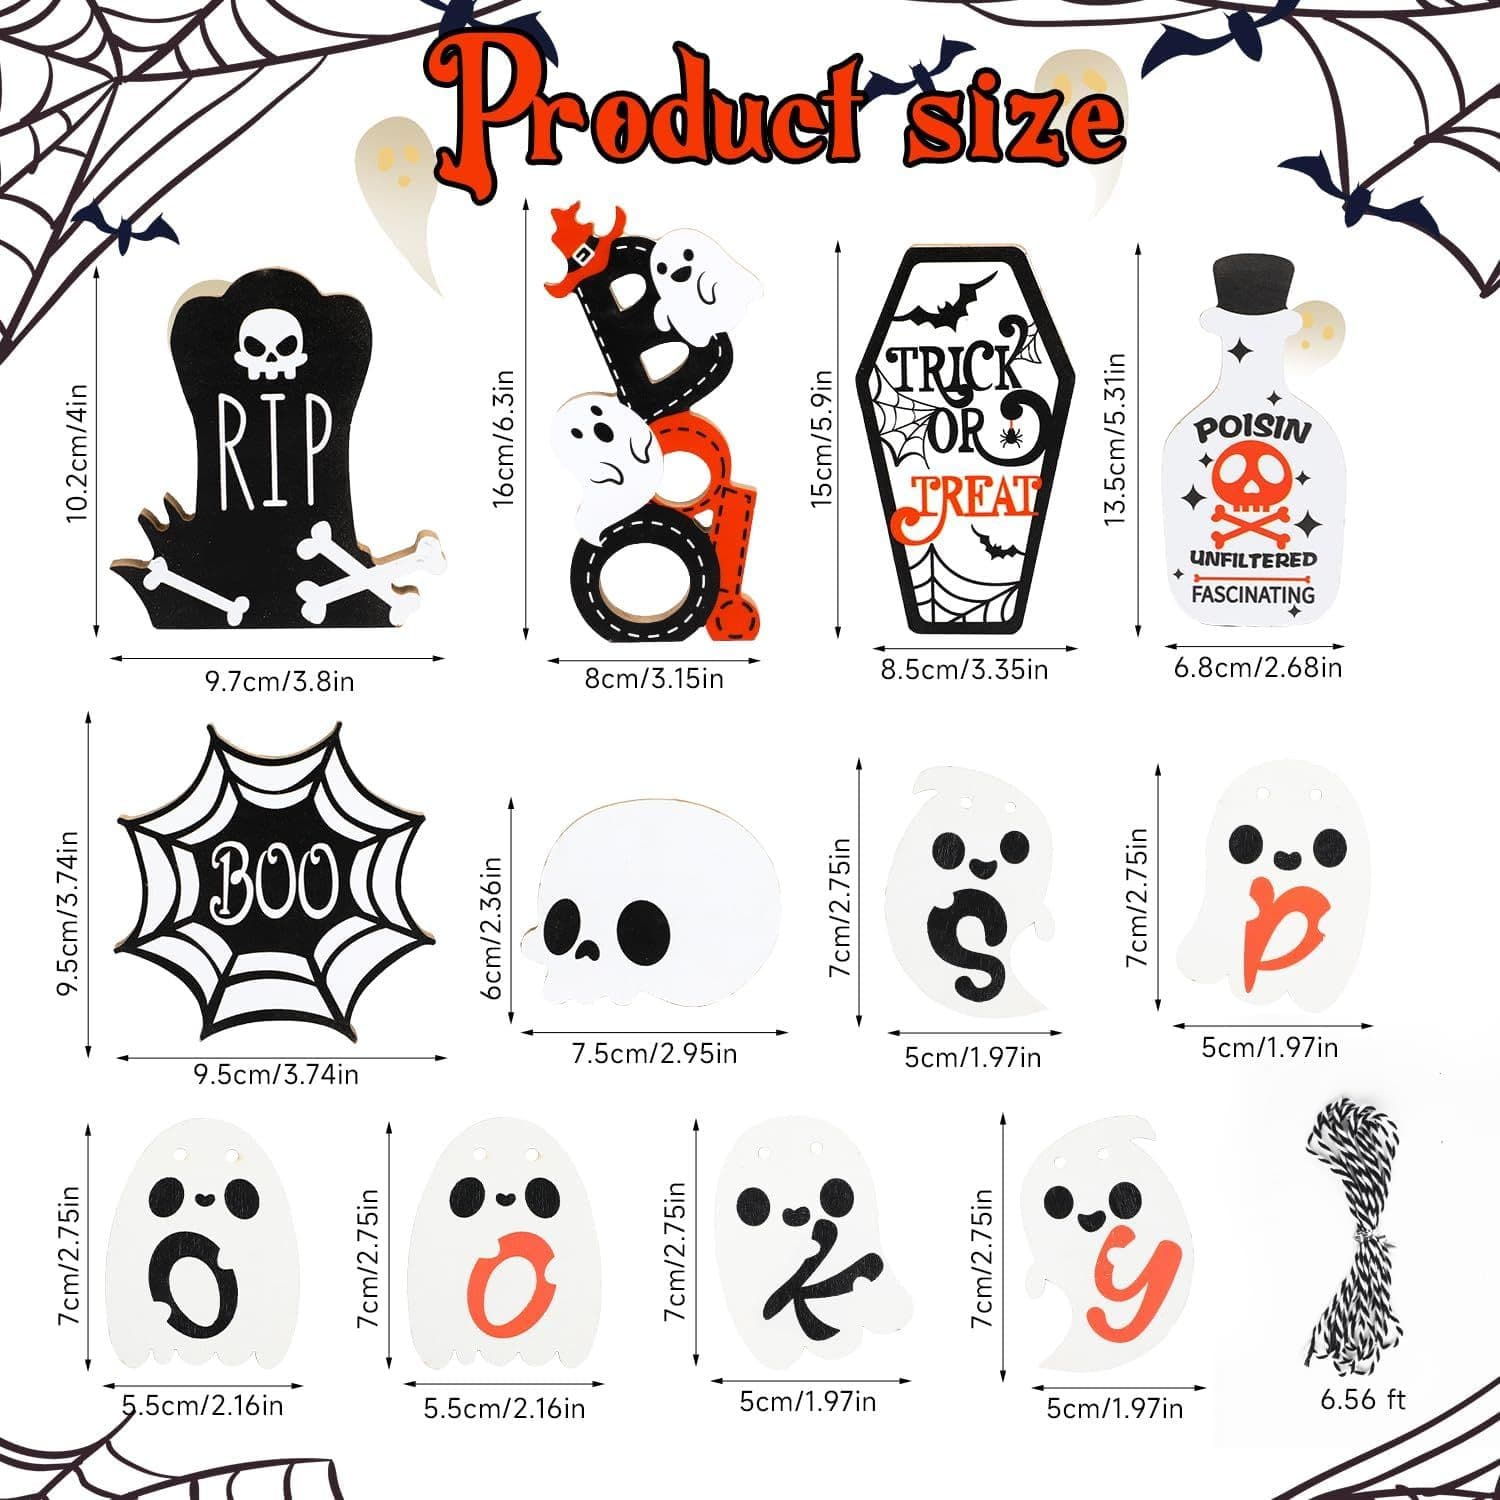 Product size
10.2cm/4in
RIP
9.7cm/3.8in
16cm/6.3in
Boo!
8cm/3.15in
15cm/5.9in
TRICK
OR
TREAT
8.5cm/3.35in
13.5cm/5.31in
POISIN
UNFILTERED
FASCINATING
6.8cm/2.68in
9.5cm/3.74in
BOO
9.5cm/3.74in
6cm/2.36in
7.5cm/2.95in
7cm/2.75in
S
5cm/1.97in
7cm/2.75in
p
5cm/1.97in
7cm/2.75in
O
5.5cm/2.16in
7cm/2.75in
O
5.5cm/2.16in
7cm/2.75in
k
5cm/1.97in
7cm/2.75in
y
5cm/1.97in
6.56 ft